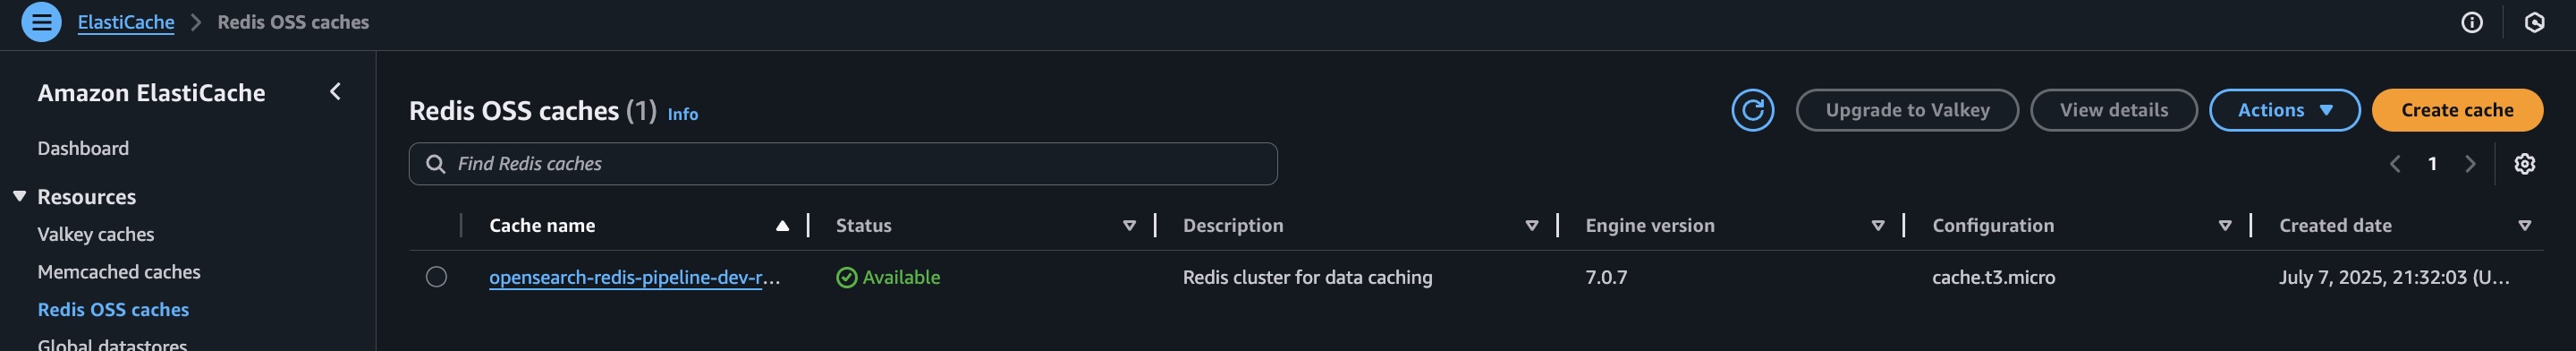 ElastiCache > Redis OSS caches
Amazon ElastiCache
Dashboard
Resources
Valkey caches
Memcached caches
Redis OSS caches
Global datastores
Redis OSS caches (1) Info
Upgrade to Valkey
View details
Actions
Create cache
Find Redis caches
1
Cache name Status Description Engine version Configuration Created date
opensearch-redis-pipeline-dev-r... Available Redis cluster for data caching 7.0.7 cache.t3.micro July 7, 2025, 21:32:03 (U...